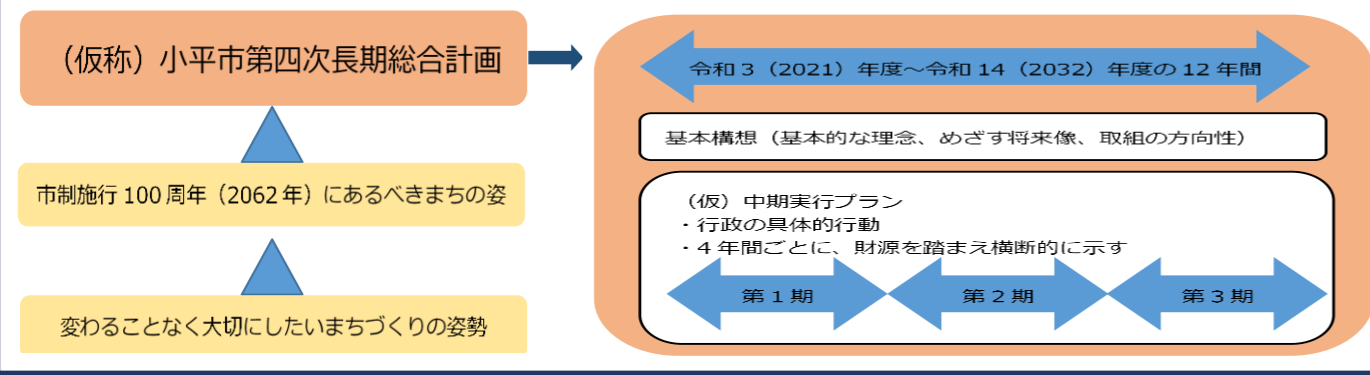 （仮称）小平市第四次長期総合計画
市制施行 100 周年（2062 年）にあるべきまちの姿
変わることなく大切にしたいまちづくりの姿勢
令和 3（2021）年度～令和 14（2032）年度の 12 年間
基本構想（基本的な理念、めざす将来像、取組の方向性）
（仮）中期実行プラン
・行政の具体的行動
・4 年間ごとに、財源を踏まえ横断的に示す
第 1 期
第 2 期
第 3 期